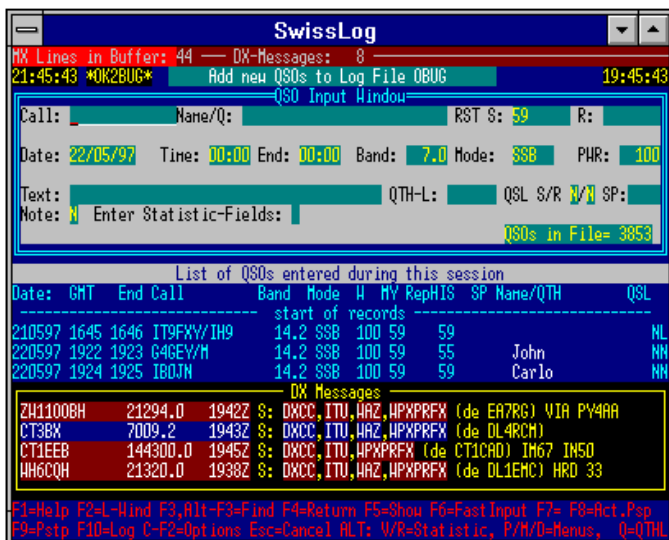 SwissLog
MX Lines in Buffer: 44 — DX-Messages: 8
21:45:43 *OK2BUG* Add new QSOs to Log File OBUG 19:45:43
QSO Input Window
Call: Name/Q: RST S: 59 R:
Date: 22/05/97 Time: 00:00 End: 00:00 Band: 7.0 Mode: SSB PWR: 100
Text: QTH-L: QSL S/R N/N SP:
Note: N Enter Statistic-Fields:
QSOs in File= 3853
List of QSOs entered during this session
Date: GMT End Call Band Mode W MY RepHIS SP Name/QTH QSL
------------------------------ start of records ------------------------------
210597 1645 1646 IT9FXY/IH9 14.2 SSB 100 59 59 NL
220597 1922 1923 G4GEY/M 14.2 SSB 100 59 55 John NN
220597 1924 1925 IB0JN 14.2 SSB 100 59 59 Carlo NN
DX Messages
ZW1100BH 21294.0 1942Z S: DXCC,ITU,WAZ,WPXPRFX (de EA7RG) VIA PY4AA
CT3BX 7009.2 1943Z S: DXCC,ITU,WAZ,WPXPRFX (de DL4RCM)
CT1EEB 144300.0 1945Z S: DXCC,ITU,WPXPRFX (de CT1CAD) IM67 IN50
WH6CQH 21320.0 1938Z S: DXCC,ITU,WAZ,WPXPRFX (de DL1EMC) HRD 33
F1=Help F2=L-Wind F3,Alt-F3=Find F4=Return F5=Show F6=FastInput F7= F8=Act.Psp
F9=Pstp F10=Log C-F2=Options Esc=Cancel ALT: V/R=Statistic, P/M/D=Menus, Q=QTHL